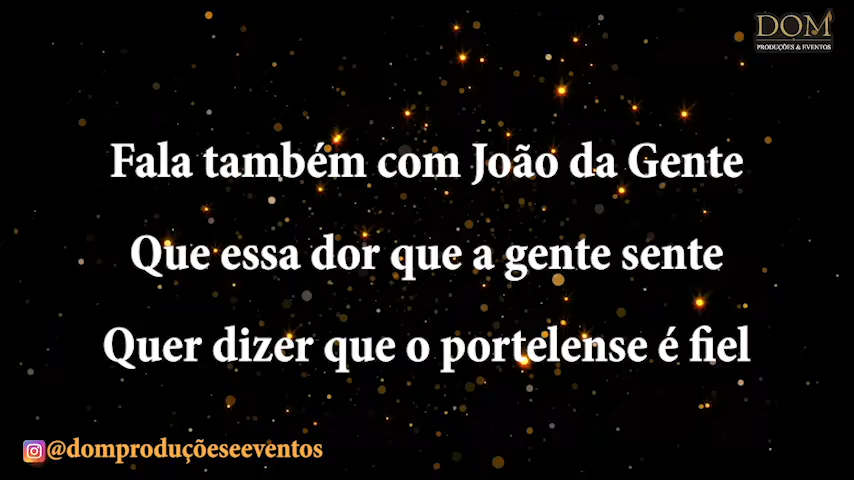 DOM
PRODUÇÕES & EVENTOS
Fala também com João da Gente
Que essa dor que a gente sente
Quer dizer que o portelense é fiel
@domproduçõeseeventos